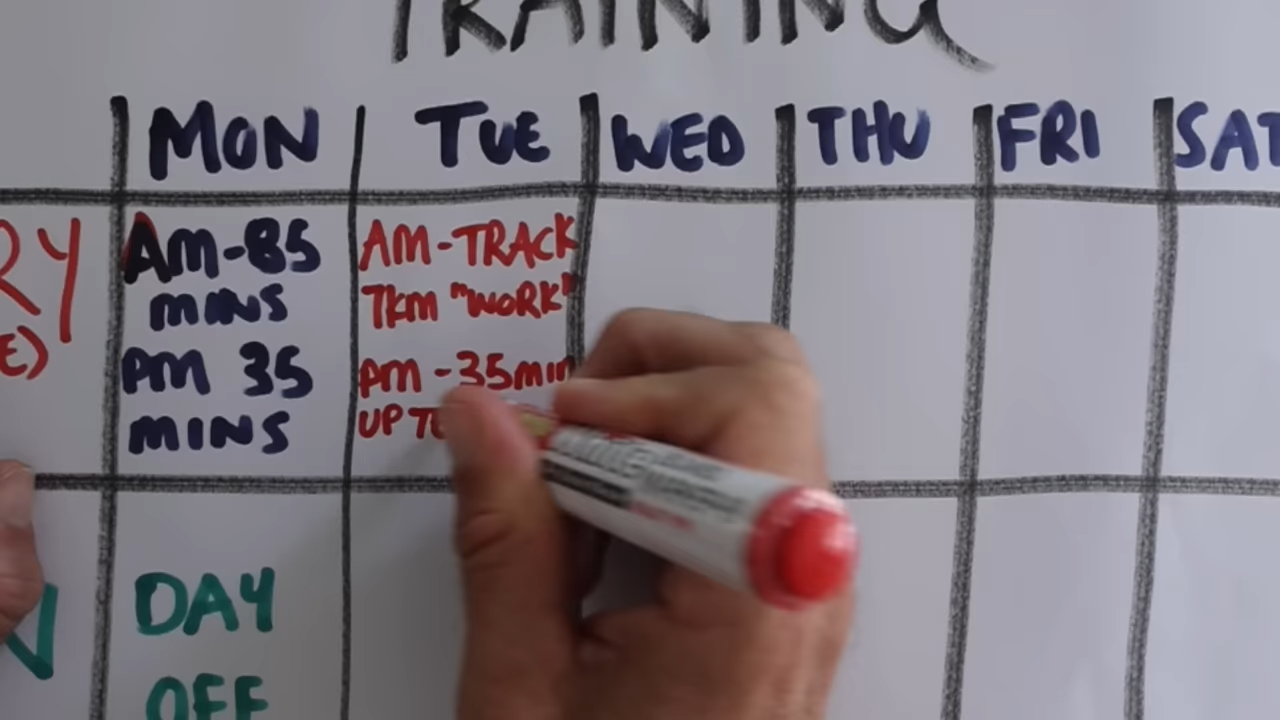 TRAINING
MON TUE WED THU FRI SAT
RY
E)
AM-85
MINS
PM 35
MINS
AM-TRACK
7KM "WORK"
PM -35min
UP
DAY
OFF